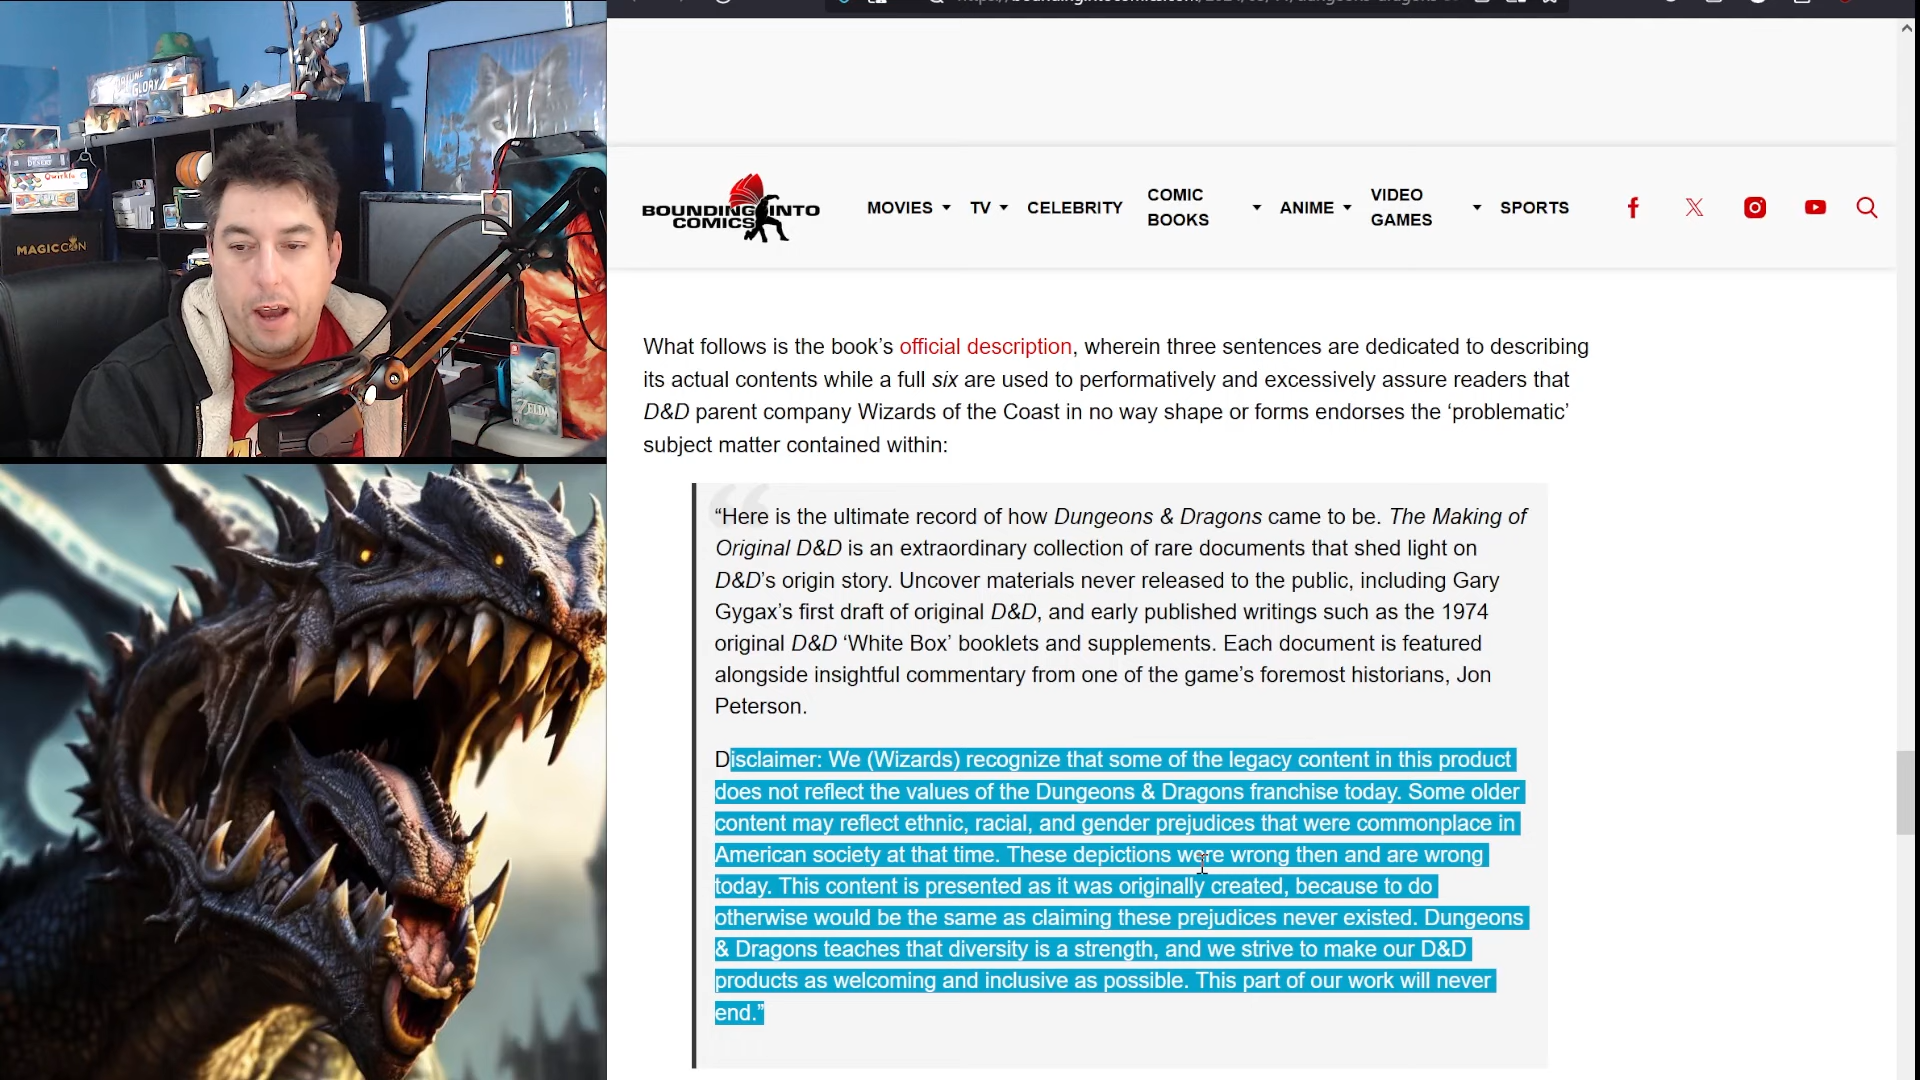 GLORY
Quirkle
MAGICCON
ZELDA
BOUNDING INTO
COMICS
MOVIES
TV
CELEBRITY
COMIC
BOOKS
ANIME
VIDEO
GAMES
SPORTS
What follows is the book’s official description, wherein three sentences are dedicated to describing
its actual contents while a full six are used to performatively and excessively assure readers that
D&D parent company Wizards of the Coast in no way shape or forms endorses the ‘problematic’
subject matter contained within:
“Here is the ultimate record of how Dungeons & Dragons came to be. The Making of
Original D&D is an extraordinary collection of rare documents that shed light on
D&D’s origin story. Uncover materials never released to the public, including Gary
Gygax’s first draft of original D&D, and early published writings such as the 1974
original D&D ‘White Box’ booklets and supplements. Each document is featured
alongside insightful commentary from one of the game’s foremost historians, Jon
Peterson.
Disclaimer: We (Wizards) recognize that some of the legacy content in this product
does not reflect the values of the Dungeons & Dragons franchise today. Some older
content may reflect ethnic, racial, and gender prejudices that were commonplace in
American society at that time. These depictions were wrong then and are wrong
today. This content is presented as it was originally created, because to do
otherwise would be the same as claiming these prejudices never existed. Dungeons
& Dragons teaches that diversity is a strength, and we strive to make our D&D
products as welcoming and inclusive as possible. This part of our work will never
end.”